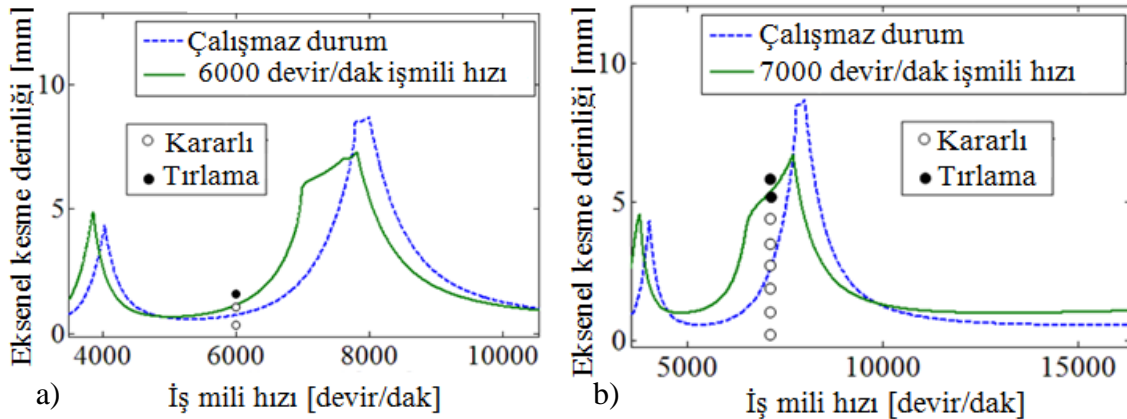 Eksenel kesme derinliği [mm]
10
5
0
Çalışmaz durum
6000 devir/dak işmili hızı
Kararlı
Tırlama
4000 6000 8000 10000
a) İş mili hızı [devir/dak]
Eksenel kesme derinliği [mm]
10
5
0
Çalışmaz durum
7000 devir/dak işmili hızı
Kararlı
Tırlama
5000 10000 15000
b) İş mili hızı [devir/dak]